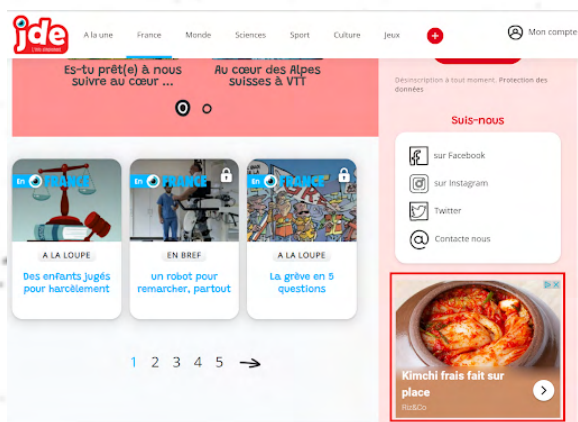 jde
A la une
France
Monde
Sciences
Sport
Culture
Jeux
Mon compte
Es-tu prêt(e) à nous
suivre au cœur ...
Au cœur des Alpes
suisses à VTT
Désinscription à tout moment. Protection des
données
Suis-nous
sur Facebook
sur Instagram
Twitter
Contacte nous
En FRANCE
A LA LOUPE
Des enfants jugés
pour harcèlement
En FRANCE
EN BREF
un robot pour
remarcher, partout
En FRANCE
A LA LOUPE
La grève en 5
questions
1 2 3 4 5
Kimchi frais fait sur
place
Riz&Co